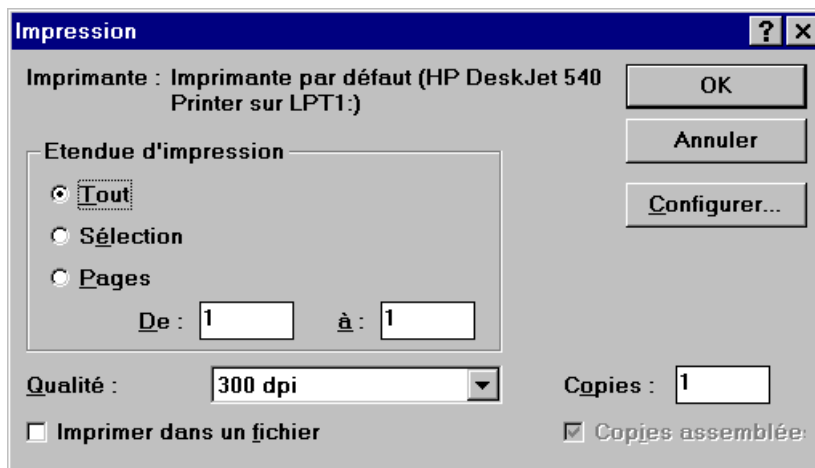 Impression
Imprimante : Imprimante par défaut (HP DeskJet 540
Printer sur LPT1:)
OK
Annuler
Configurer...
Etendue d'impression
Tout
Sélection
Pages
De : 1 à : 1
Qualité : 300 dpi
Copies : 1
Imprimer dans un fichier
Copies assemblée